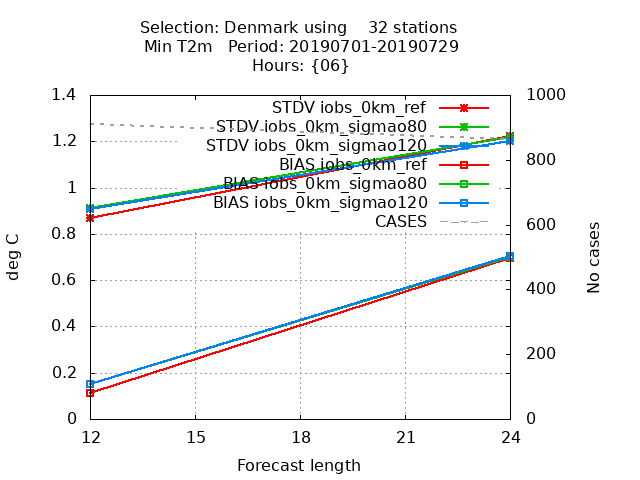 Selection: Denmark using    32 stations
Min T2m   Period: 20190701-20190729
Hours: {06}
1.4
1.2
1
0.8
0.6
0.4
0.2
0
1000
800
600
400
200
0
STDV iobs_0km_ref
STDV iobs_0km_sigmao80
STDV iobs_0km_sigmao120
BIAS iobs_0km_ref
BIAS iobs_0km_sigmao80
BIAS iobs_0km_sigmao120
CASES
deg C
No cases
12 15 18 21 24
Forecast length